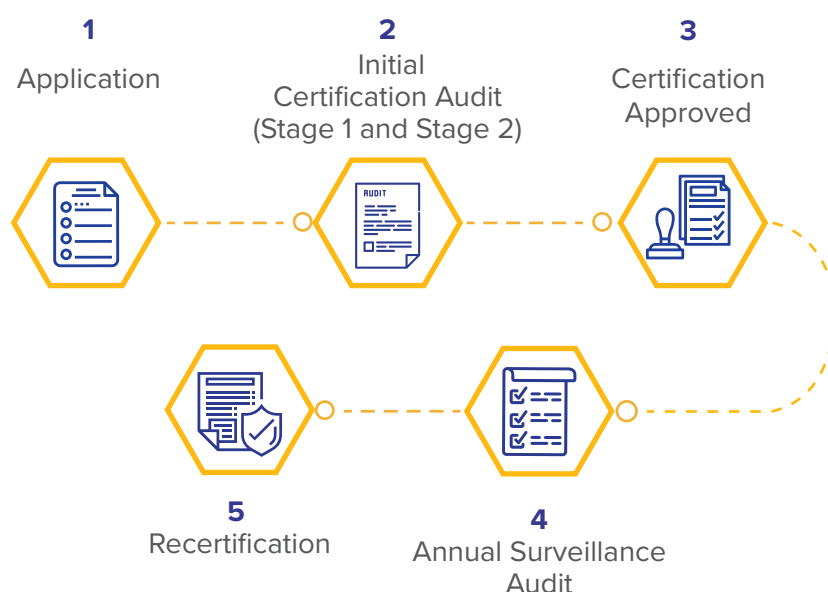 1
Application
2
Initial
Certification Audit
(Stage 1 and Stage 2)
3
Certification
Approved
AUDIT
4
Annual Surveillance
Audit
5
Recertification